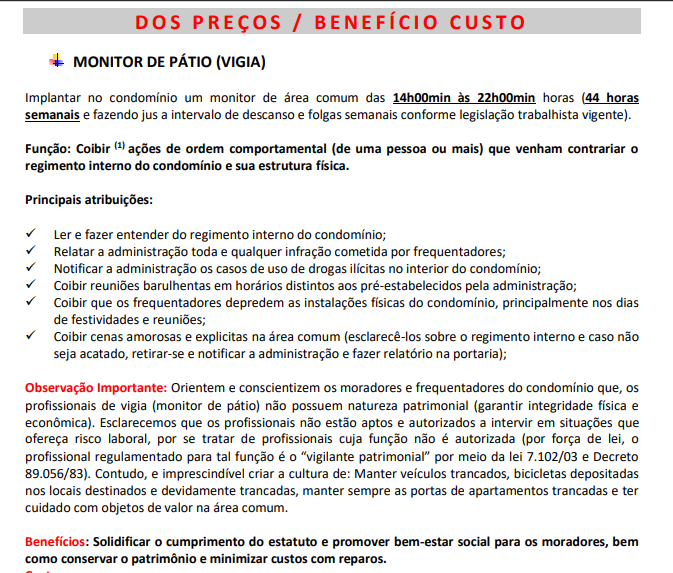 DOS PREÇOS / BENEFÍCIO CUSTO
MONITOR DE PÁTIO (VIGIA)
Implantar no condomínio um monitor de área comum das 14h00min às 22h00min horas (44 horas
semanais e fazendo jus a intervalo de descanso e folgas semanais conforme legislação trabalhista vigente).
Função: Coibir (1) ações de ordem comportamental (de uma pessoa ou mais) que venham contrariar o
regimento interno do condomínio e sua estrutura física.
Principais atribuições:
✓ Ler e fazer entender do regimento interno do condomínio;
✓ Relatar a administração toda e qualquer infração cometida por frequentadores;
✓ Notificar a administração os casos de uso de drogas ilícitas no interior do condomínio;
✓ Coibir reuniões barulhentas em horários distintos aos pré-estabelecidos pela administração;
✓ Coibir que os frequentadores depredem as instalações físicas do condomínio, principalmente nos dias
de festividades e reuniões;
✓ Coibir cenas amorosas e explicitas na área comum (esclarecê-los sobre o regimento interno e caso não
seja acatado, retirar-se e notificar a administração e fazer relatório na portaria);
Observação Importante: Orientem e conscientizem os moradores e frequentadores do condomínio que, os
profissionais de vigia (monitor de pátio) não possuem natureza patrimonial (garantir integridade física e
econômica). Esclarecemos que os profissionais não estão aptos e autorizados a intervir em situações que
ofereça risco laboral, por se tratar de profissionais cuja função não é autorizada (por força de lei, o
profissional regulamentado para tal função é o “vigilante patrimonial” por meio da lei 7.102/03 e Decreto
89.056/83). Contudo, e imprescindível criar a cultura de: Manter veículos trancados, bicicletas depositadas
nos locais destinados e devidamente trancadas, manter sempre as portas de apartamentos trancadas e ter
cuidado com objetos de valor na área comum.
Benefícios: Solidificar o cumprimento do estatuto e promover bem-estar social para os moradores, bem
como conservar o patrimônio e minimizar custos com reparos.